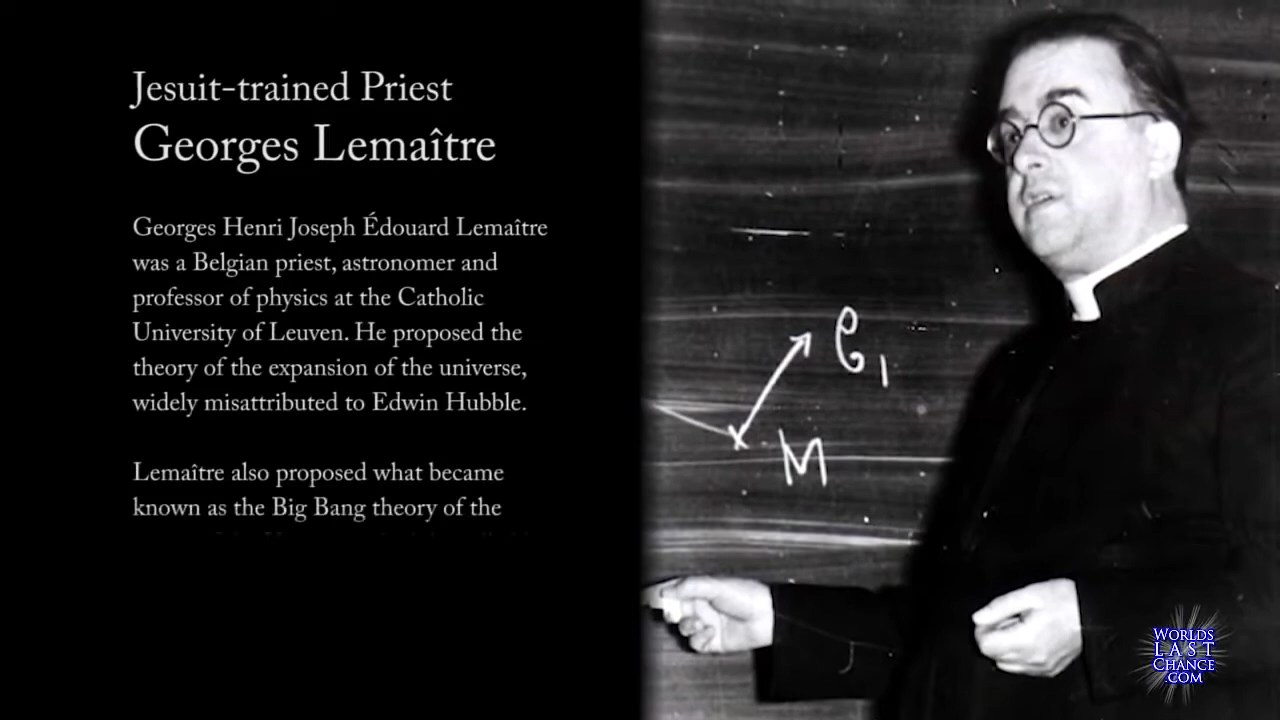 Jesuit-trained Priest
Georges Lemaître
Georges Henri Joseph Édouard Lemaître
was a Belgian priest, astronomer and
professor of physics at the Catholic
University of Leuven. He proposed the
theory of the expansion of the universe,
widely misattributed to Edwin Hubble.
Lemaître also proposed what became
known as the Big Bang theory of the
M
WORLDS
LAST
CHANCE
.COM